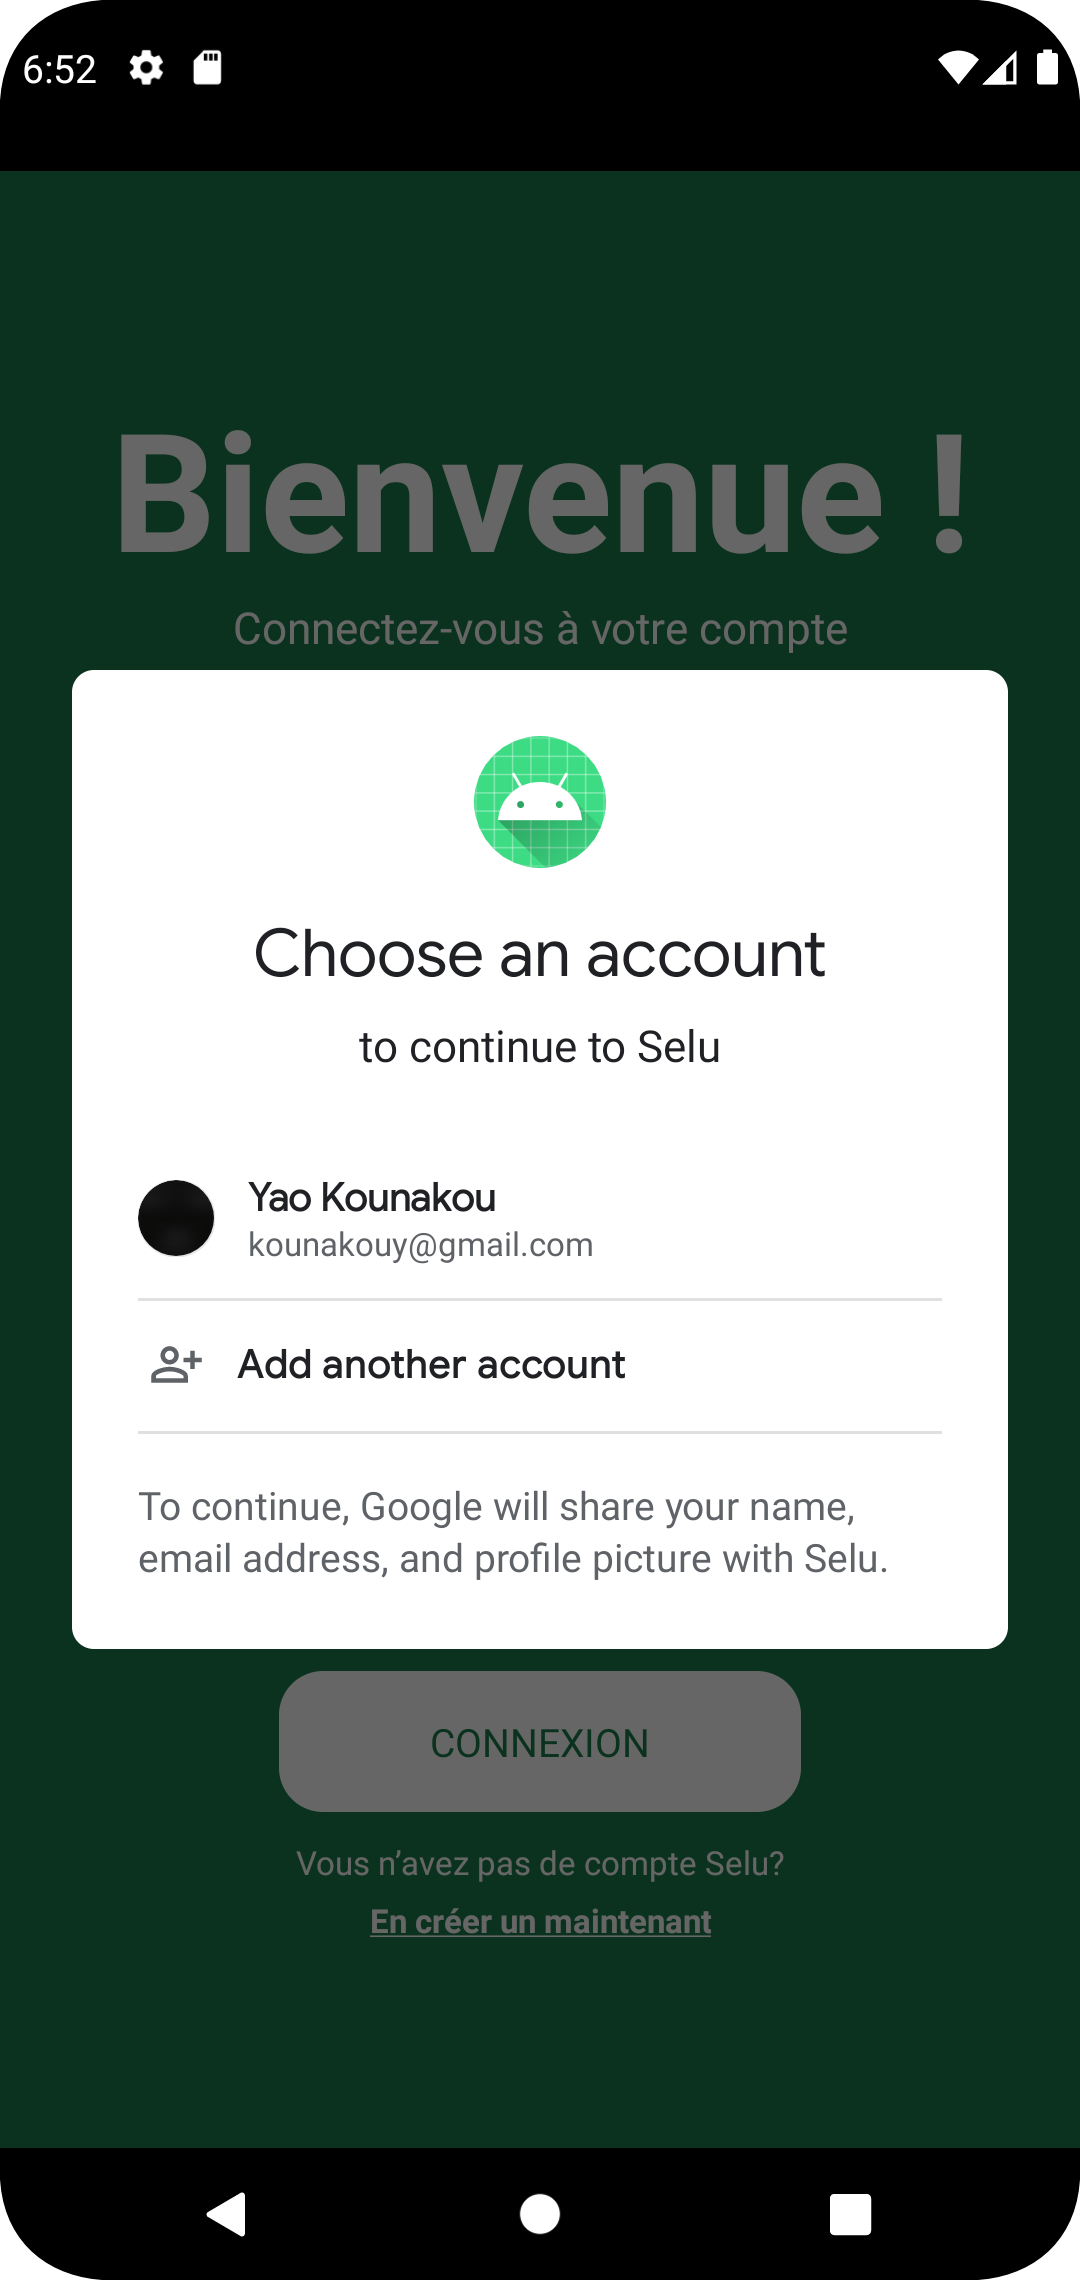 6:52
Bienvenue !
Connectez-vous à votre compte
Choose an account
to continue to Selu
Yao Kounakou
kounakouy@gmail.com
Add another account
To continue, Google will share your name,
email address, and profile picture with Selu.
CONNEXION
Vous n’avez pas de compte Selu?
En créer un maintenant